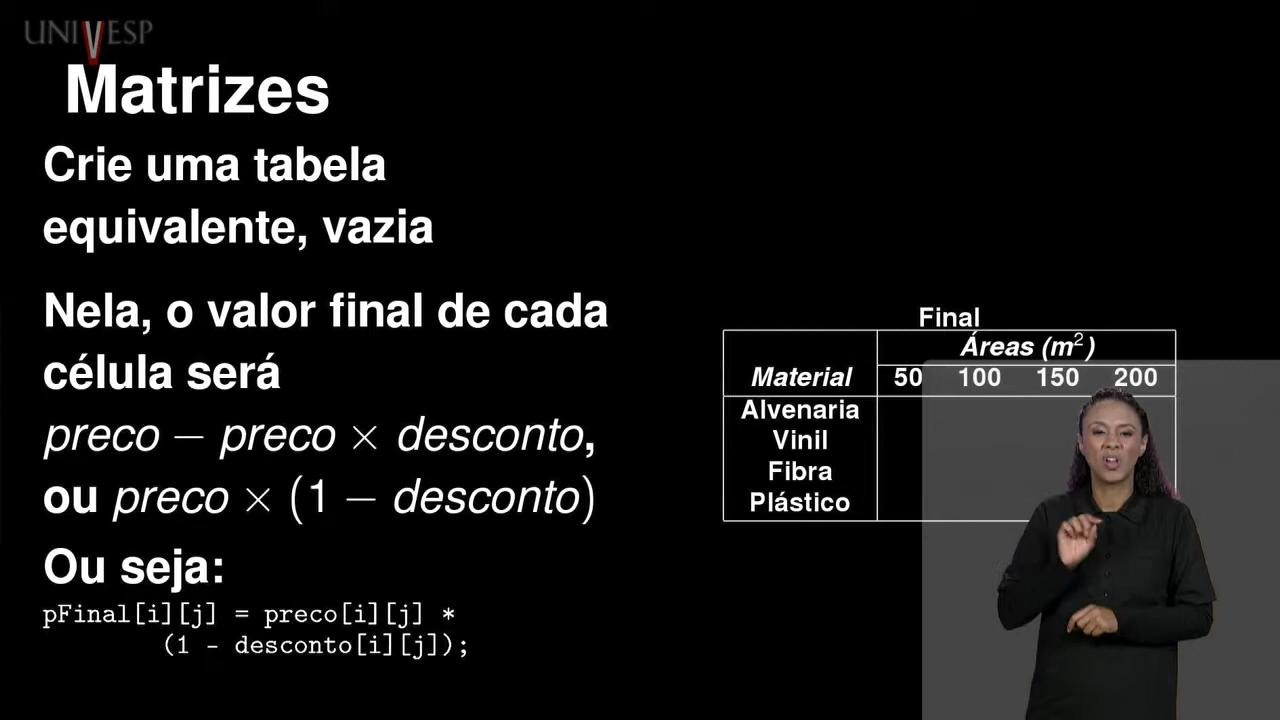 UNIVESP
Matrizes
Crie uma tabela
equivalente, vazia
Nela, o valor final de cada
célula será
preco − preco × desconto,
ou preco × (1 − desconto)
Ou seja:
pFinal[i][j] = preco[i][j] *
(1 - desconto[i][j]);
Final
Áreas (m²)
Material 50 100 150 200
Alvenaria
Vinil
Fibra
Plástico